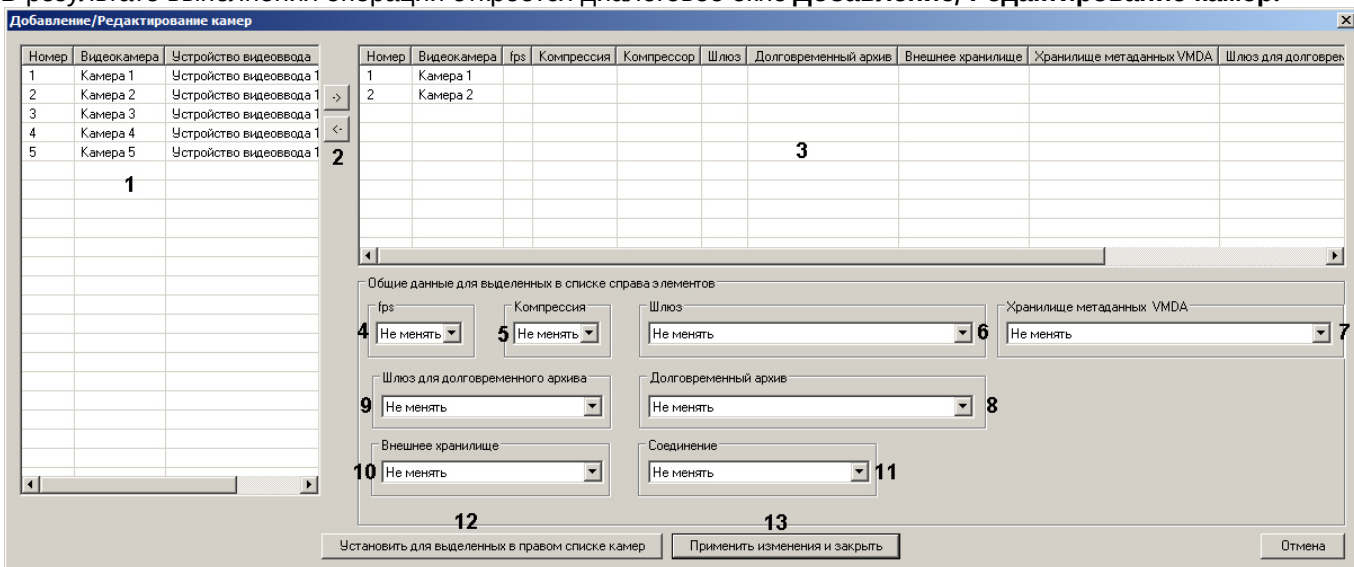 В результате выполнения операции откроется диалоговое окно Добавление/Редактирование камер.
Добавление/Редактирование камер
Номер Видеокамера Устройство видеоввода
1 Камера 1 Устройство видеоввода 1
2 Камера 2 Устройство видеоввода 1
3 Камера 3 Устройство видеоввода 1
4 Камера 4 Устройство видеоввода 1
5 Камера 5 Устройство видеоввода 1
1
->
<-
2
Номер Видеокамера fps Компрессия Компрессор Шлюз Долговременный архив Внешнее хранилище Хранилище метаданных VMDA Шлюз для долговрем
1 Камера 1
2 Камера 2
3
Общие данные для выделенных в списке справа элементов
fps Компрессия Шлюз Хранилище метаданных VMDA
4 Не менять 5 Не менять Не менять 6 Не менять 7
Шлюз для долговременного архива Долговременный архив
9 Не менять Не менять 8
Внешнее хранилище Соединение
10 Не менять Не менять 11
12 13
Установить для выделенных в правом списке камер Применить изменения и закрыть Отмена